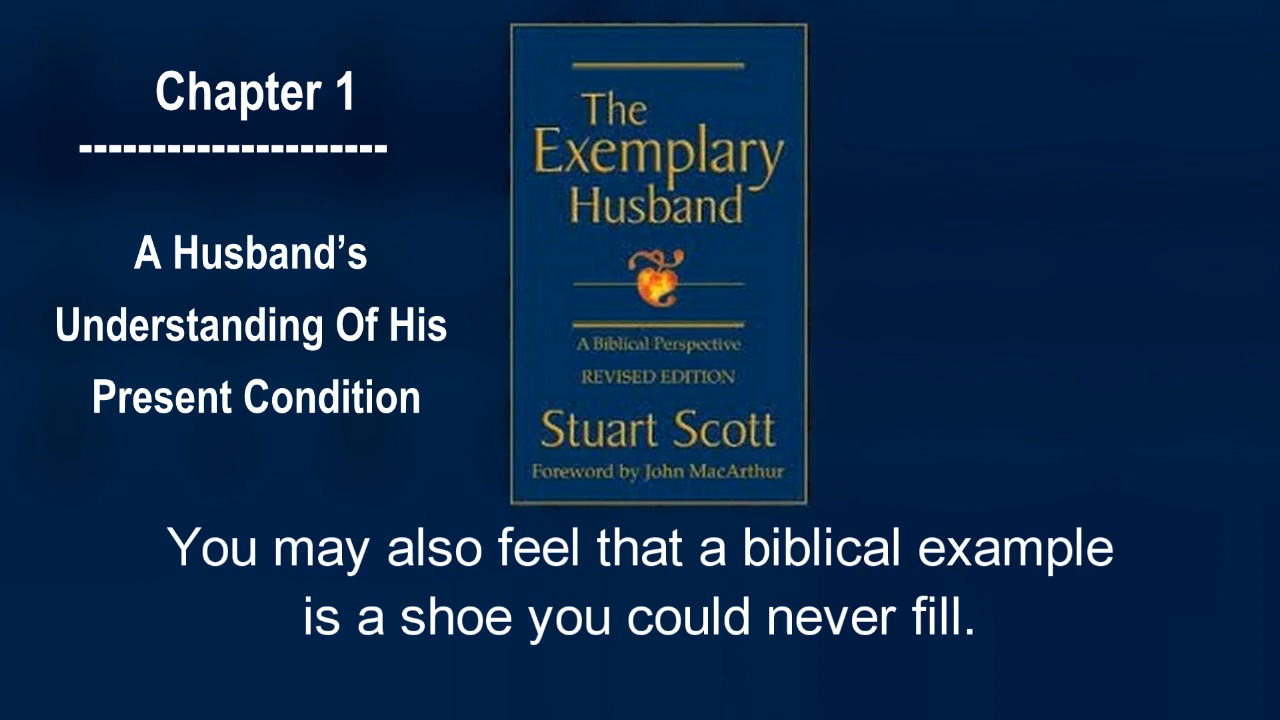 Chapter 1
---------------------
A Husband’s
Understanding Of His
Present Condition
The
Exemplary
Husband
A Biblical Perspective
REVISED EDITION
Stuart Scott
Foreword by John MacArthur
You may also feel that a biblical example
is a shoe you could never fill.